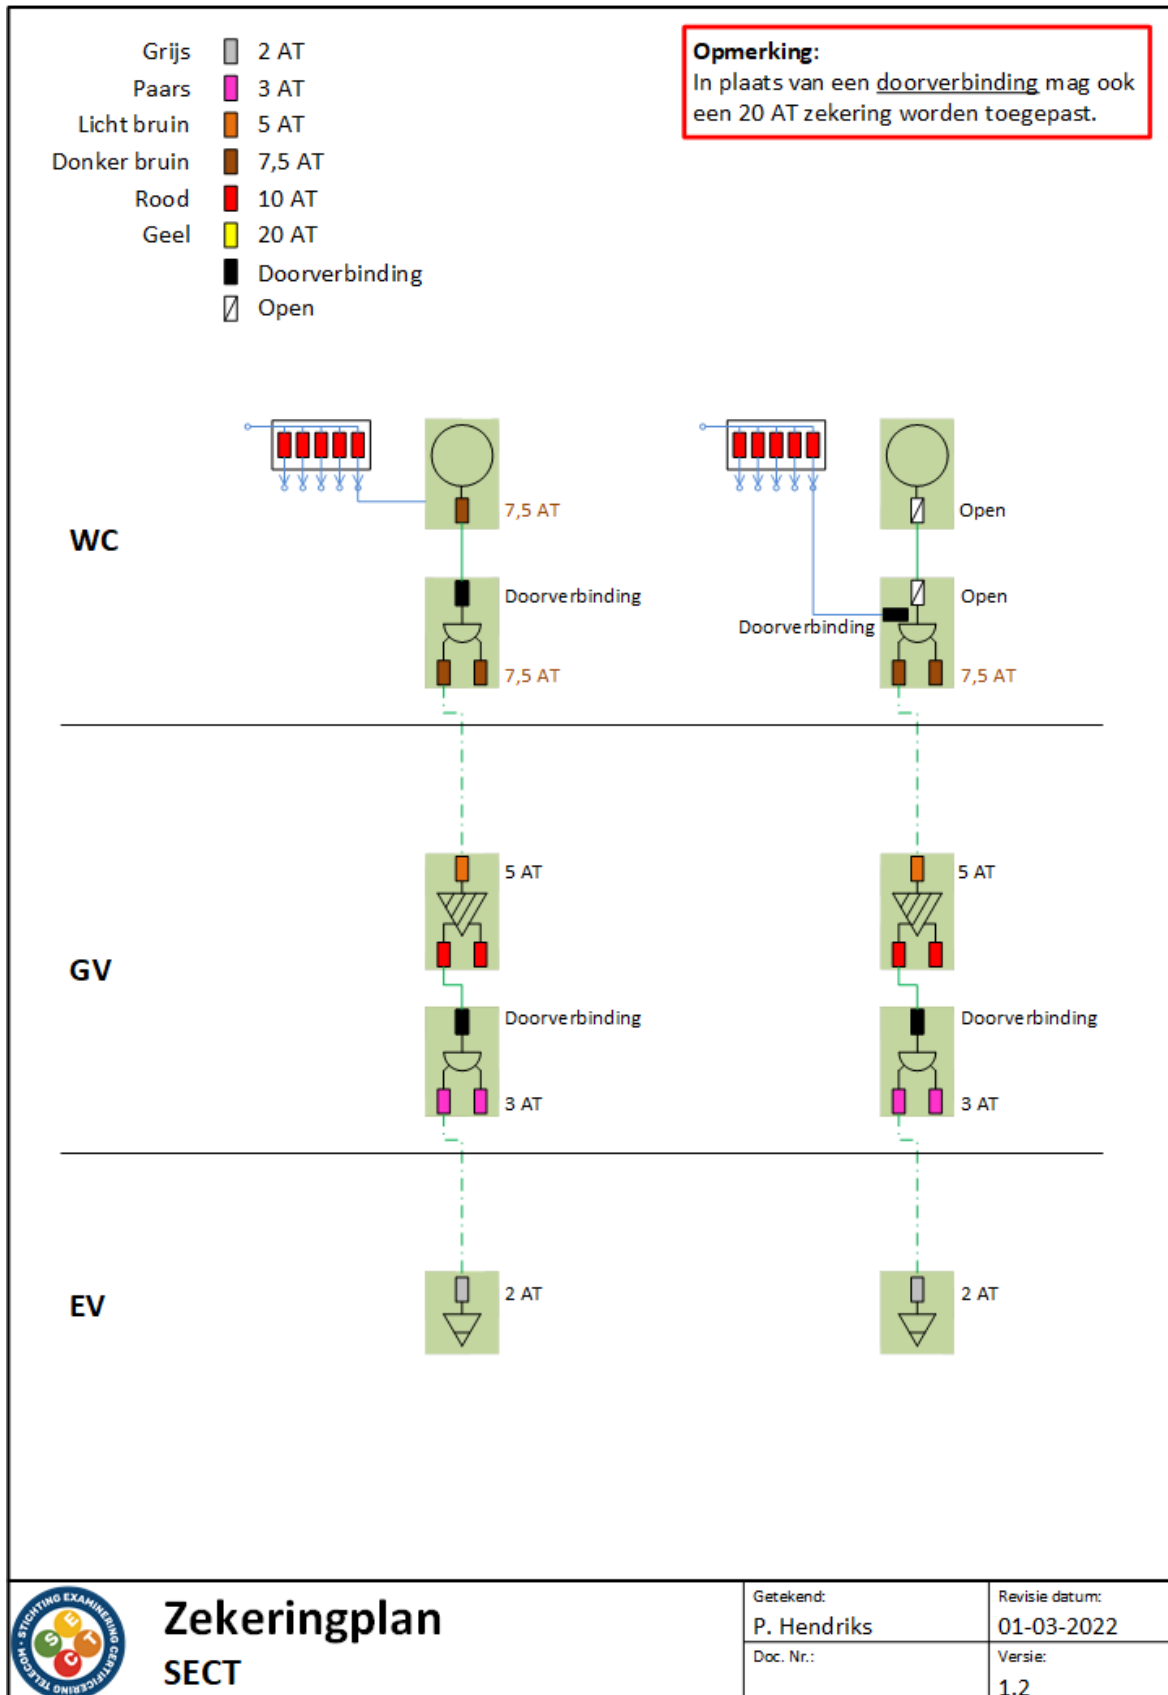 Grijs 2 AT
Paars 3 AT
Licht bruin 5 AT
Donker bruin 7,5 AT
Rood 10 AT
Geel 20 AT
Doorverbinding
Open
Opmerking:
In plaats van een doorverbinding mag ook
een 20 AT zekering worden toegepast.
WC
7,5 AT
Doorverbinding
7,5 AT
Open
Open
Doorverbinding
7,5 AT
GV
5 AT
Doorverbinding
3 AT
5 AT
Doorverbinding
3 AT
EV
2 AT
2 AT
STICHTING EXAMINERING CERTIFICERING TELECOM
S E C T
Zekeringplan
SECT
Getekend:
P. Hendriks
Revisie datum:
01-03-2022
Doc. Nr.:
Versie:
1.2